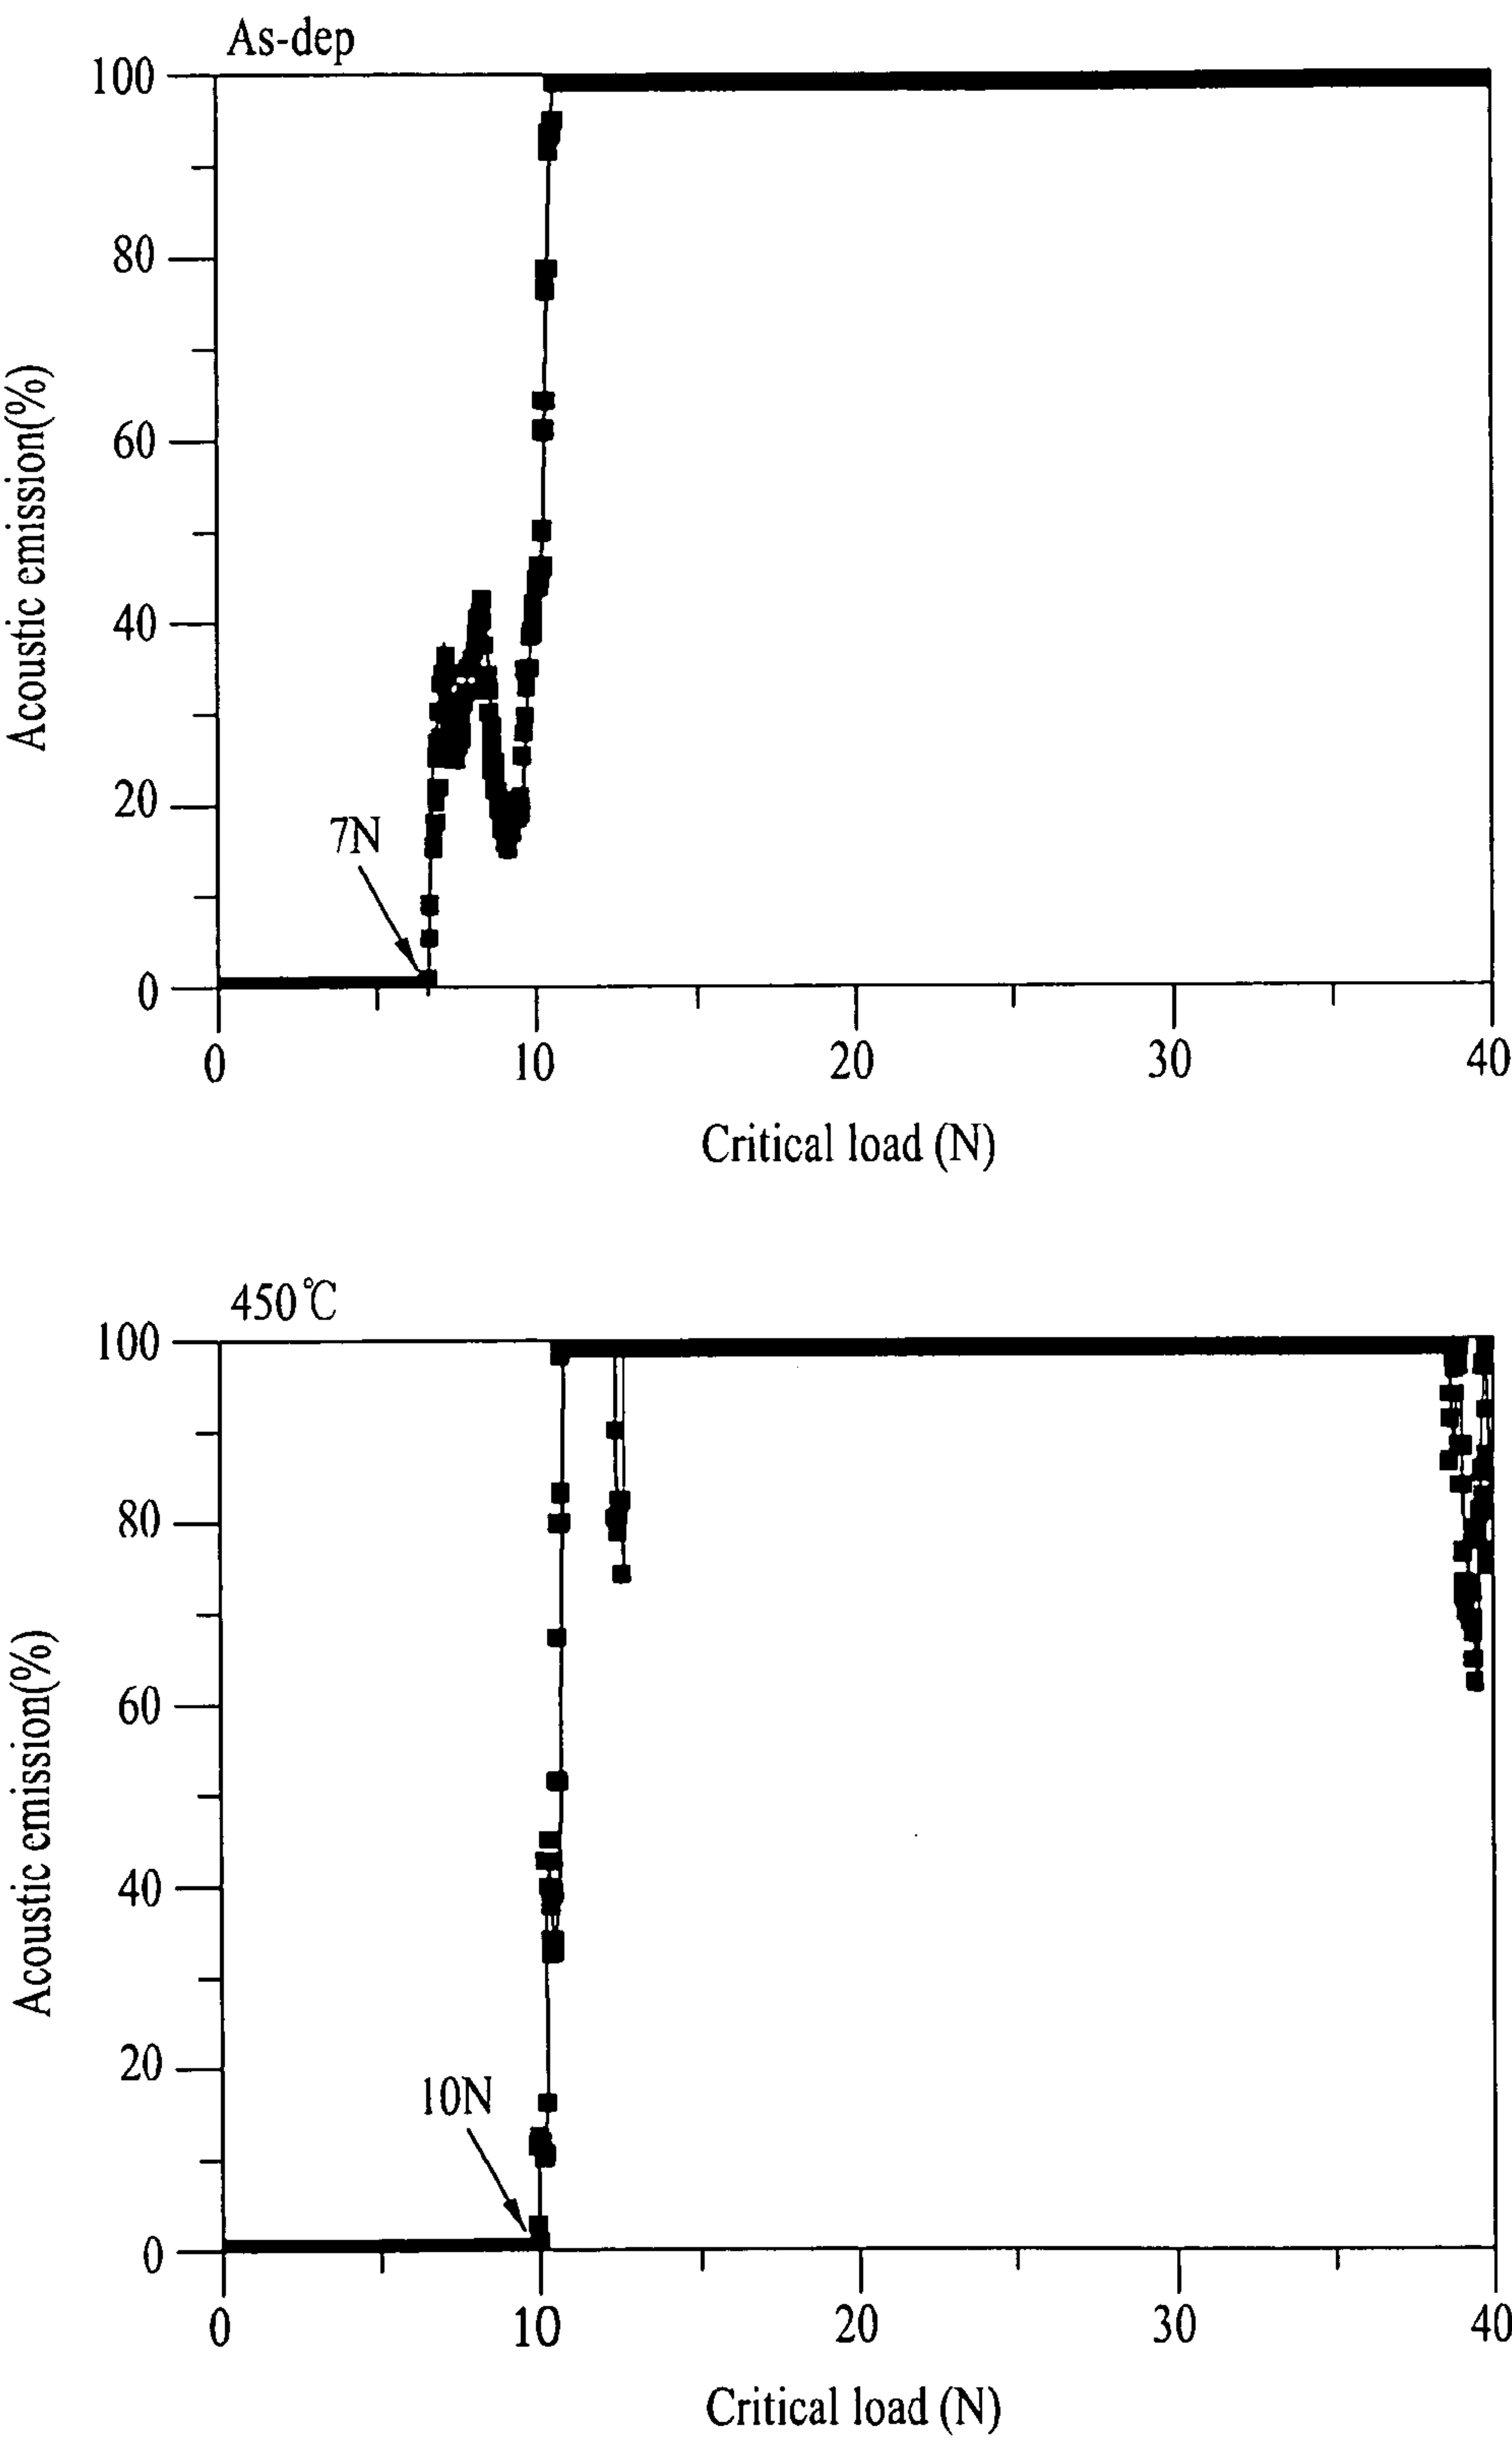 As-dep
100
80
60
40
20
0
Acoustic emission(%)
7N
0 10 20 30 40
Critical load (N)
450℃
100
80
60
40
20
0
Acoustic emission(%)
10N
0 10 20 30 40
Critical load (N)